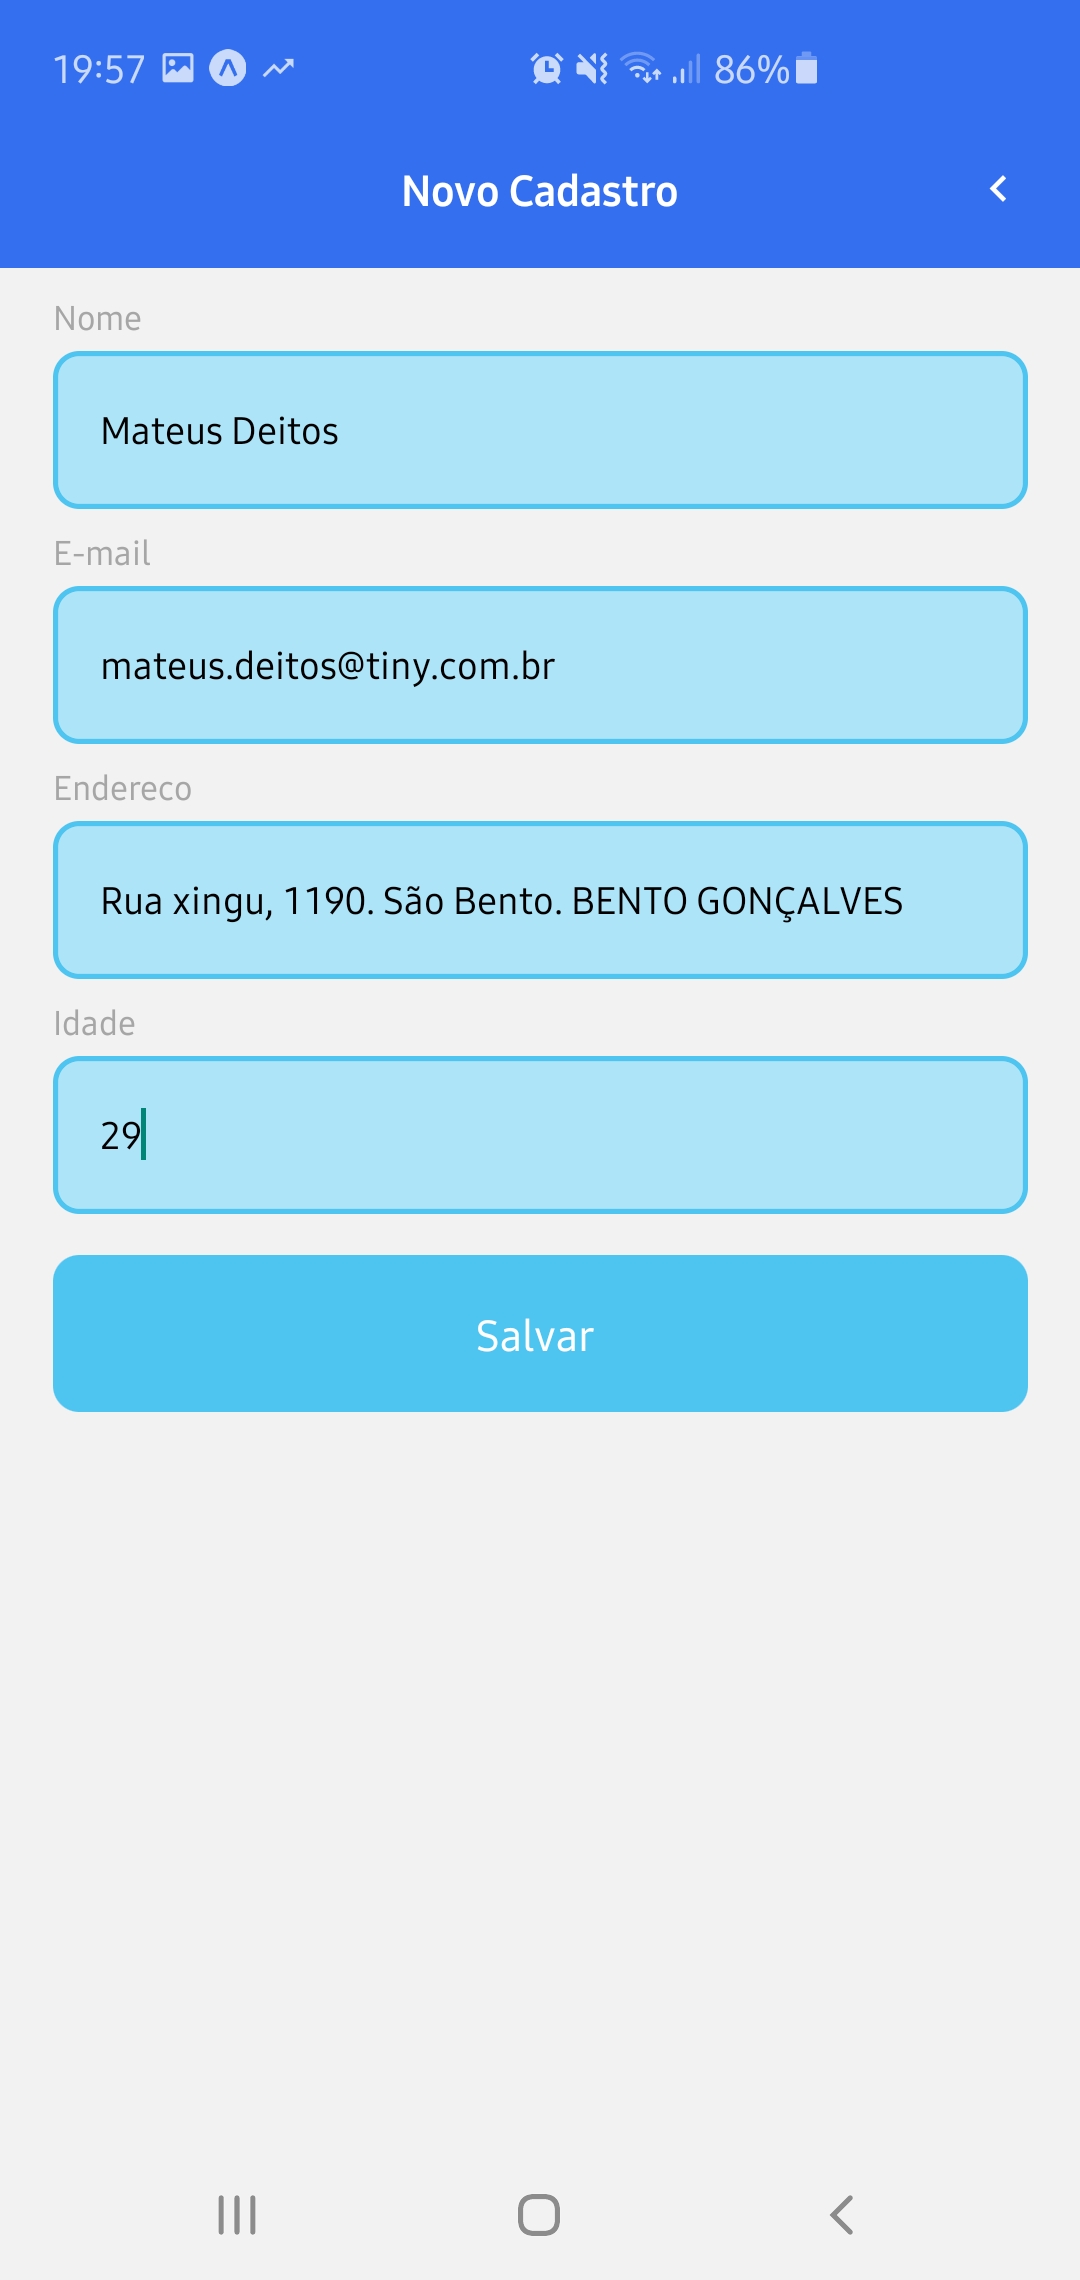 19:57 86%
Novo Cadastro
Nome
Mateus Deitos
E-mail
mateus.deitos@tiny.com.br
Endereco
Rua xingu, 1190. São Bento. BENTO GONÇALVES
Idade
29
Salvar